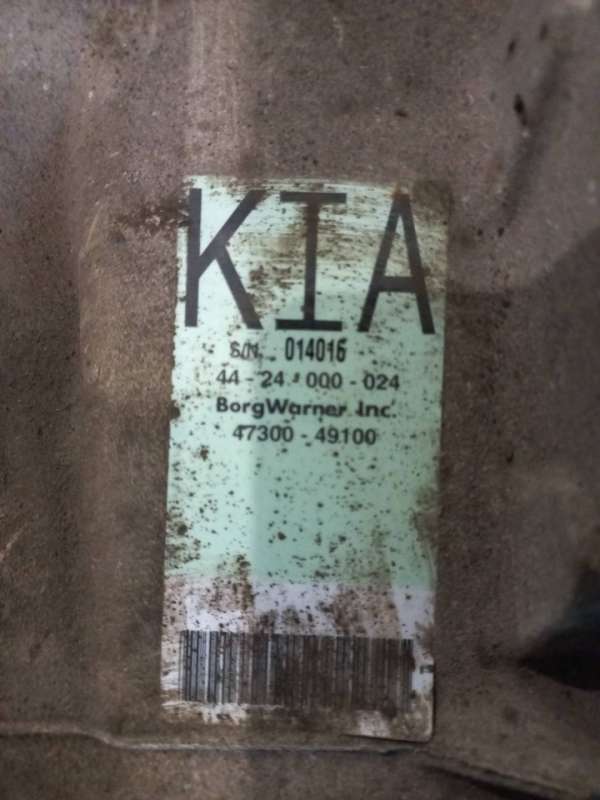 KIA
S/N. 014016
44-24-000-024
BorgWarner Inc.
47300-49100